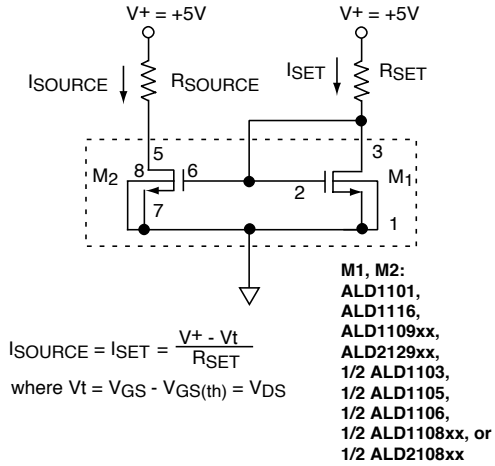 V+ = +5V
V+ = +5V
ISOURCE
RSOURCE
ISET
RSET
5
3
M2
8
6
2
M1
7
1
M1, M2:
ALD1101,
ALD1116,
ALD1109xx,
ALD2129xx,
1/2 ALD1103,
1/2 ALD1105,
1/2 ALD1106,
1/2 ALD1108xx, or
1/2 ALD2108xx
ISOURCE = ISET = V+ - Vt
RSET
where Vt = VGS - VGS(th) = VDS